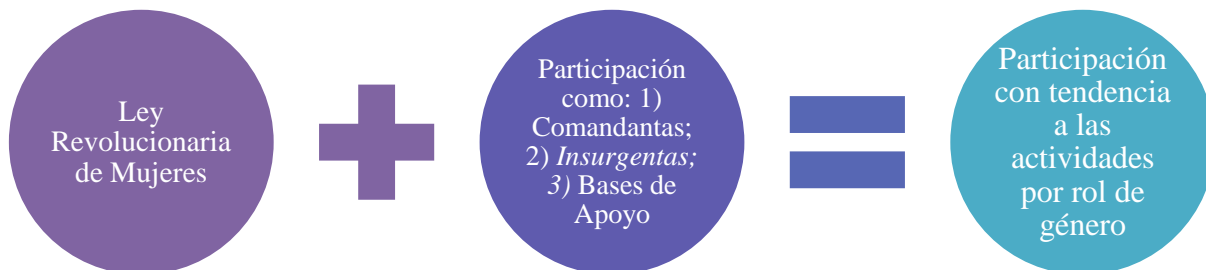 Ley
Revolucionaria
de Mujeres
Participación
como: 1)
Comandantas;
2) Insurgentas;
3) Bases de
Apoyo
Participación
con tendencia
a las
actividades
por rol de
género